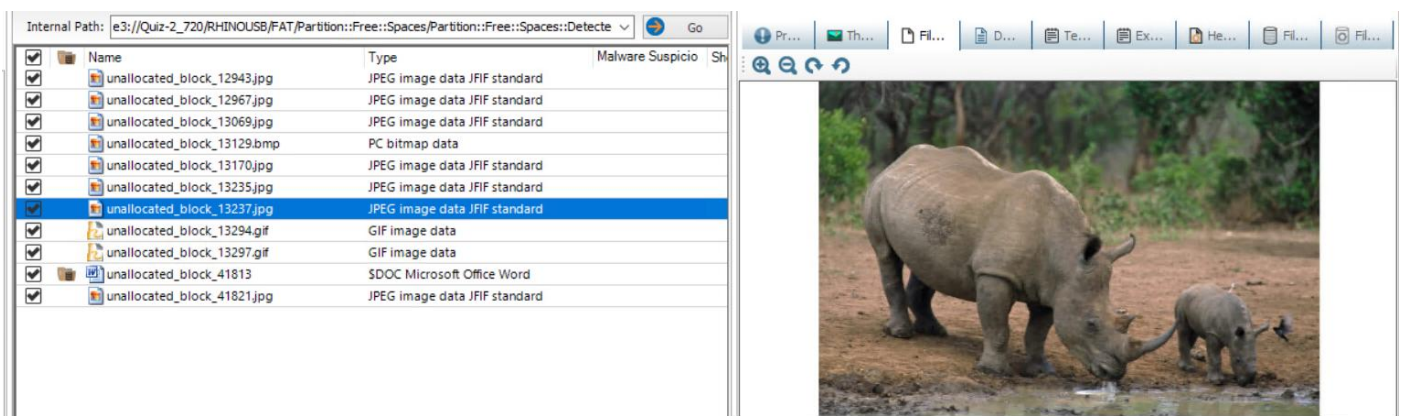 Internal Path: e3://Quiz-2_720/RHINOUSB/FAT/Partition::Free::Spaces/Partition::Free::Spaces::Detecte Go
Name Type Malware Suspicio Sh
unallocated_block_12943.jpg JPEG image data JFIF standard
unallocated_block_12967.jpg JPEG image data JFIF standard
unallocated_block_13069.jpg JPEG image data JFIF standard
unallocated_block_13129.bmp PC bitmap data
unallocated_block_13170.jpg JPEG image data JFIF standard
unallocated_block_13235.jpg JPEG image data JFIF standard
unallocated_block_13237.jpg JPEG image data JFIF standard
unallocated_block_13294.gif GIF image data
unallocated_block_13297.gif GIF image data
unallocated_block_41813 $DOC Microsoft Office Word
unallocated_block_41821.jpg JPEG image data JFIF standard
Pr... Th... Fil... D... Te... Ex... He... Fil... Fil...